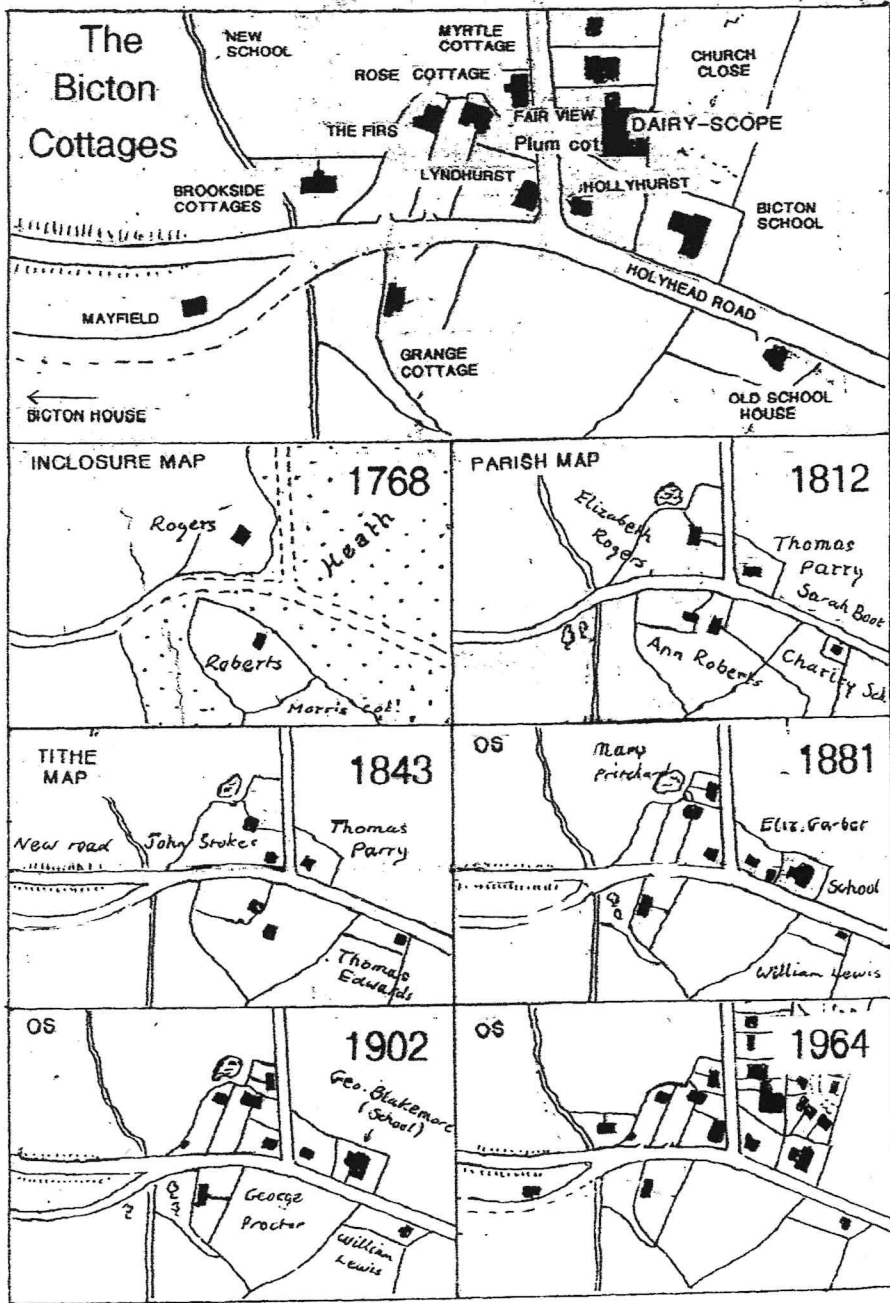 The
Bicton
Cottages
NEW
SCHOOL
MYRTLE
COTTAGE
ROSE COTTAGE
CHURCH
CLOSE
THE FIRS
FAIR VIEW
Plum cot
DAIRY-SCOPE
LYNDHURST
HOLLYHURST
BROOKSIDE
COTTAGES
BICTON
SCHOOL
HOLYHEAD ROAD
MAYFIELD
GRANGE
COTTAGE
OLD SCHOOL
HOUSE
BICTON HOUSE
INCLOSURE MAP
1768
Rogers
Heath
Roberts
Morris cot!
PARISH MAP
1812
Elizabeth
Rogers
Thomas
Parry
Sarah Boot
Ann Roberts
Charity Sch
TITHE
MAP
1843
New road
John Stokes
Thomas
Parry
Thomas
Edwards
OS
1881
Mary
Pritchard
Eliz. Garbet
School
William Lewis
OS
1902
Geo. Blakemore
(School)
George
Procter
William
Lewis
OS
1964